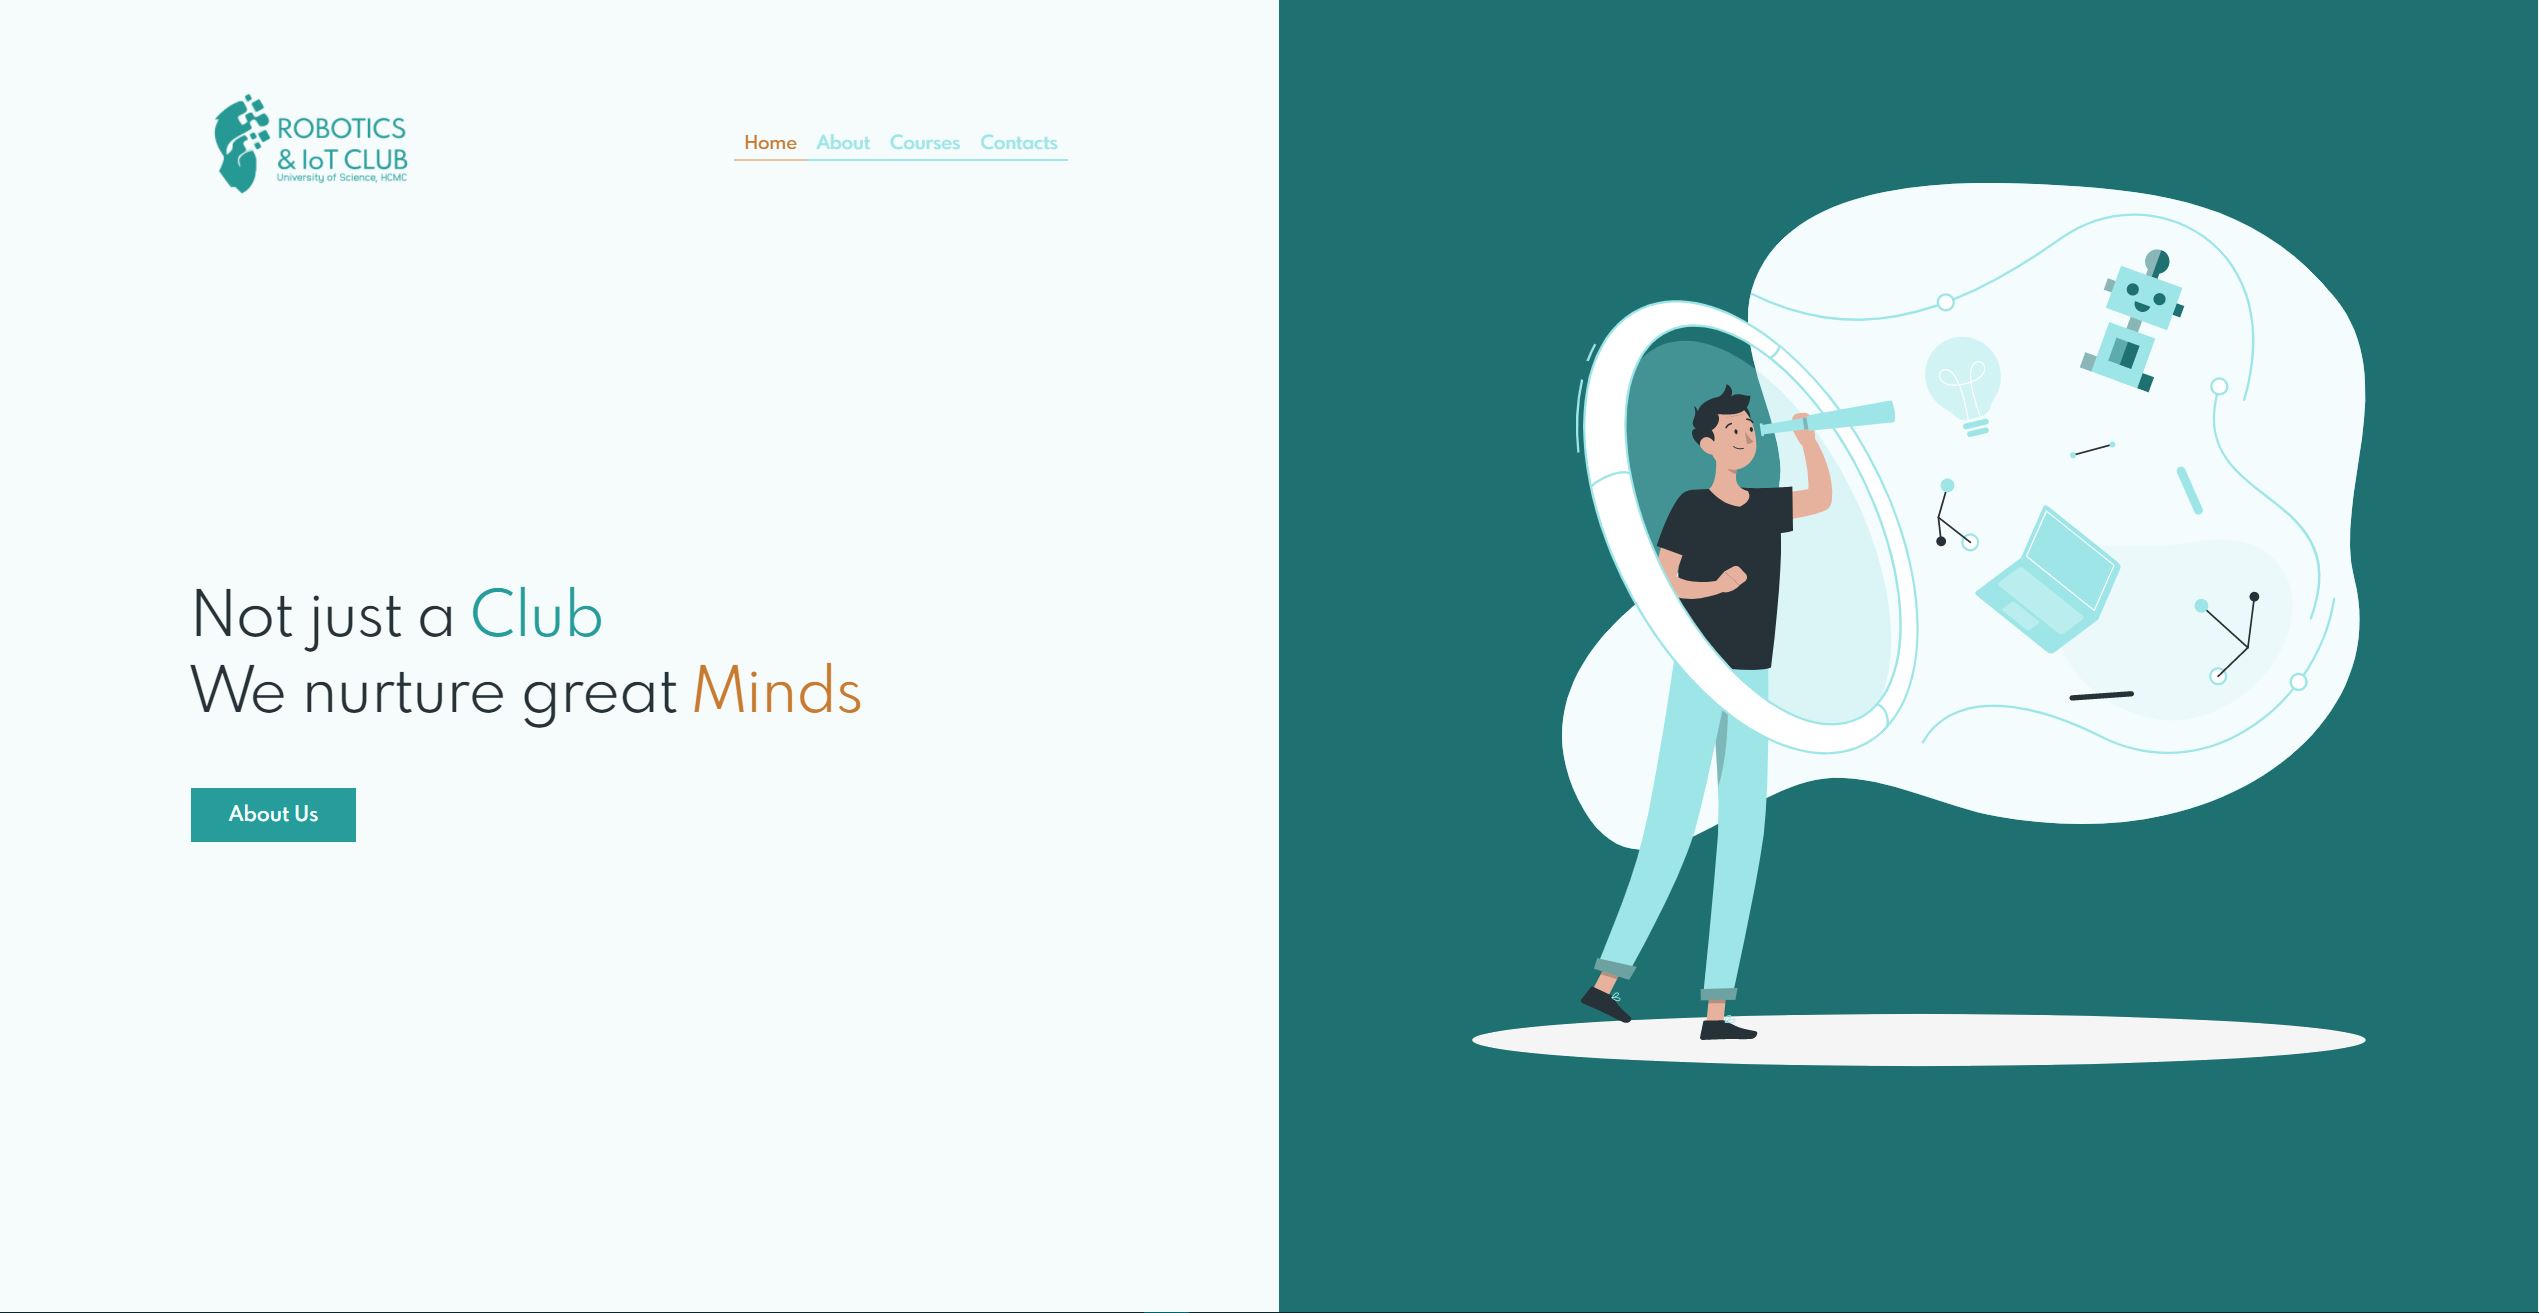 ROBOTICS
& IoT CLUB
University of Science, HCMC
Home About Courses Contacts
Not just a Club
We nurture great Minds
About Us